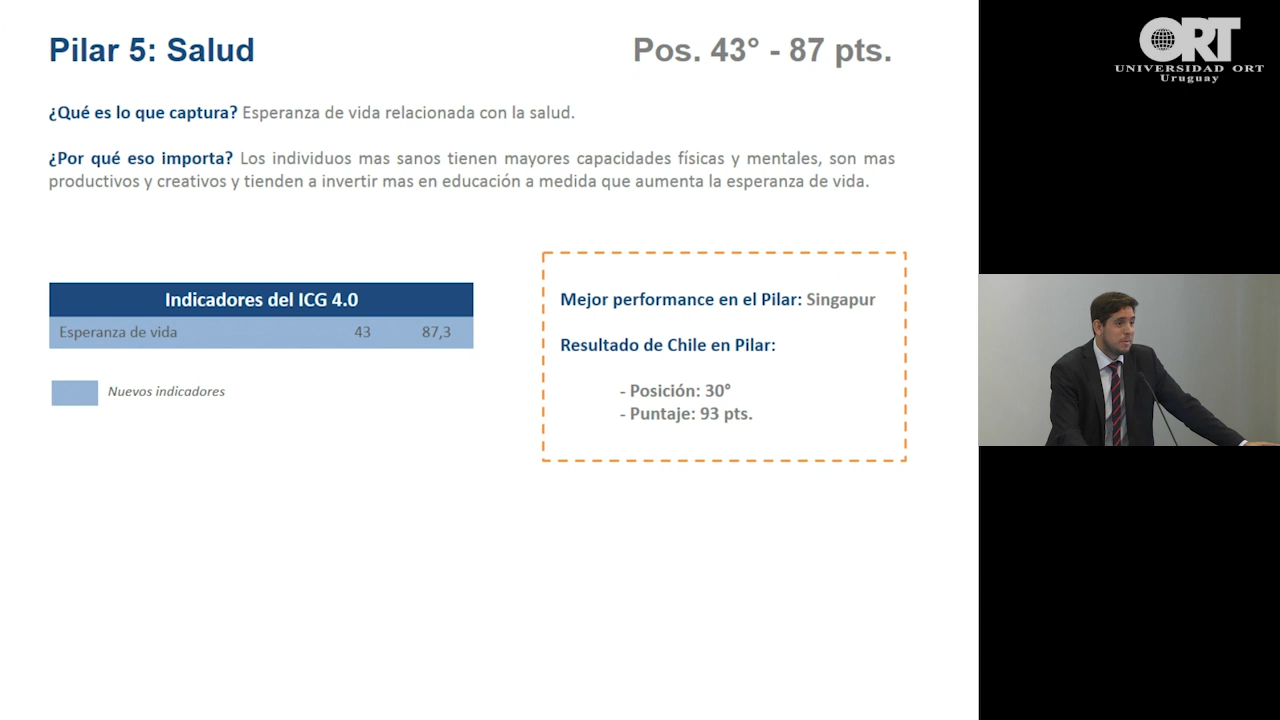 Pilar 5: Salud
Pos. 43° - 87 pts.
¿Qué es lo que captura? Esperanza de vida relacionada con la salud.
¿Por qué eso importa? Los individuos mas sanos tienen mayores capacidades físicas y mentales, son mas
productivos y creativos y tienden a invertir mas en educación a medida que aumenta la esperanza de vida.
Indicadores del ICG 4.0
Esperanza de vida 43 87,3
Nuevos indicadores
Mejor performance en el Pilar: Singapur
Resultado de Chile en Pilar:
- Posición: 30°
- Puntaje: 93 pts.
ORT
UNIVERSIDAD ORT
Uruguay